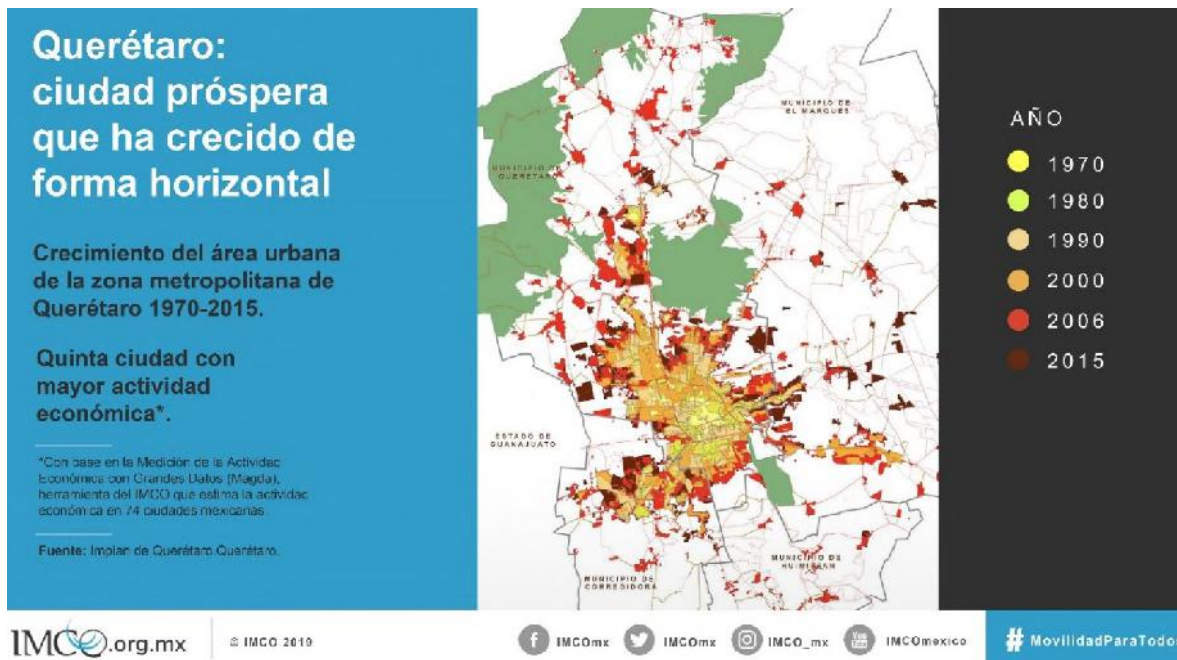 Querétaro:
ciudad próspera
que ha crecido de
forma horizontal
Crecimiento del área urbana
de la zona metropolitana de
Querétaro 1970-2015.
Quinta ciudad con
mayor actividad
económica*.
*Con base en la Medición de la Actividad
Económica con Grandes Datos (Magda),
herramienta del IMCO que estima la actividad
económica en 74 ciudades mexicanas.
Fuente: Implan de Querétaro Querétaro.
MUNICIPIO DE
EL MARQUÉS
MUNICIPIO DE
QUERÉTARO
ESTADO DE
GUANAJUATO
MUNICIPIO DE
CORREGIDORA
MUNICIPIO DE
HUIMILPAN
AÑO
1970
1980
1990
2000
2006
2015
IMCO.org.mx
© IMCO 2019
IMCOmx
IMCOmx
IMCO_mx
You
Tube
IMCOmexico
# MovilidadParaTodos